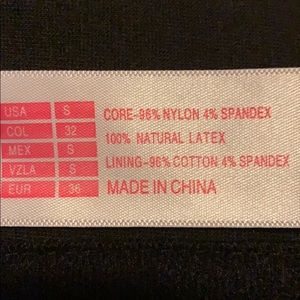 USA S
COL 32
MEX S
VZLA S
EUR 36
CORE-96% NYLON 4% SPANDEX
100% NATURAL LATEX
LINING-96% COTTON 4% SPANDEX
MADE IN CHINA